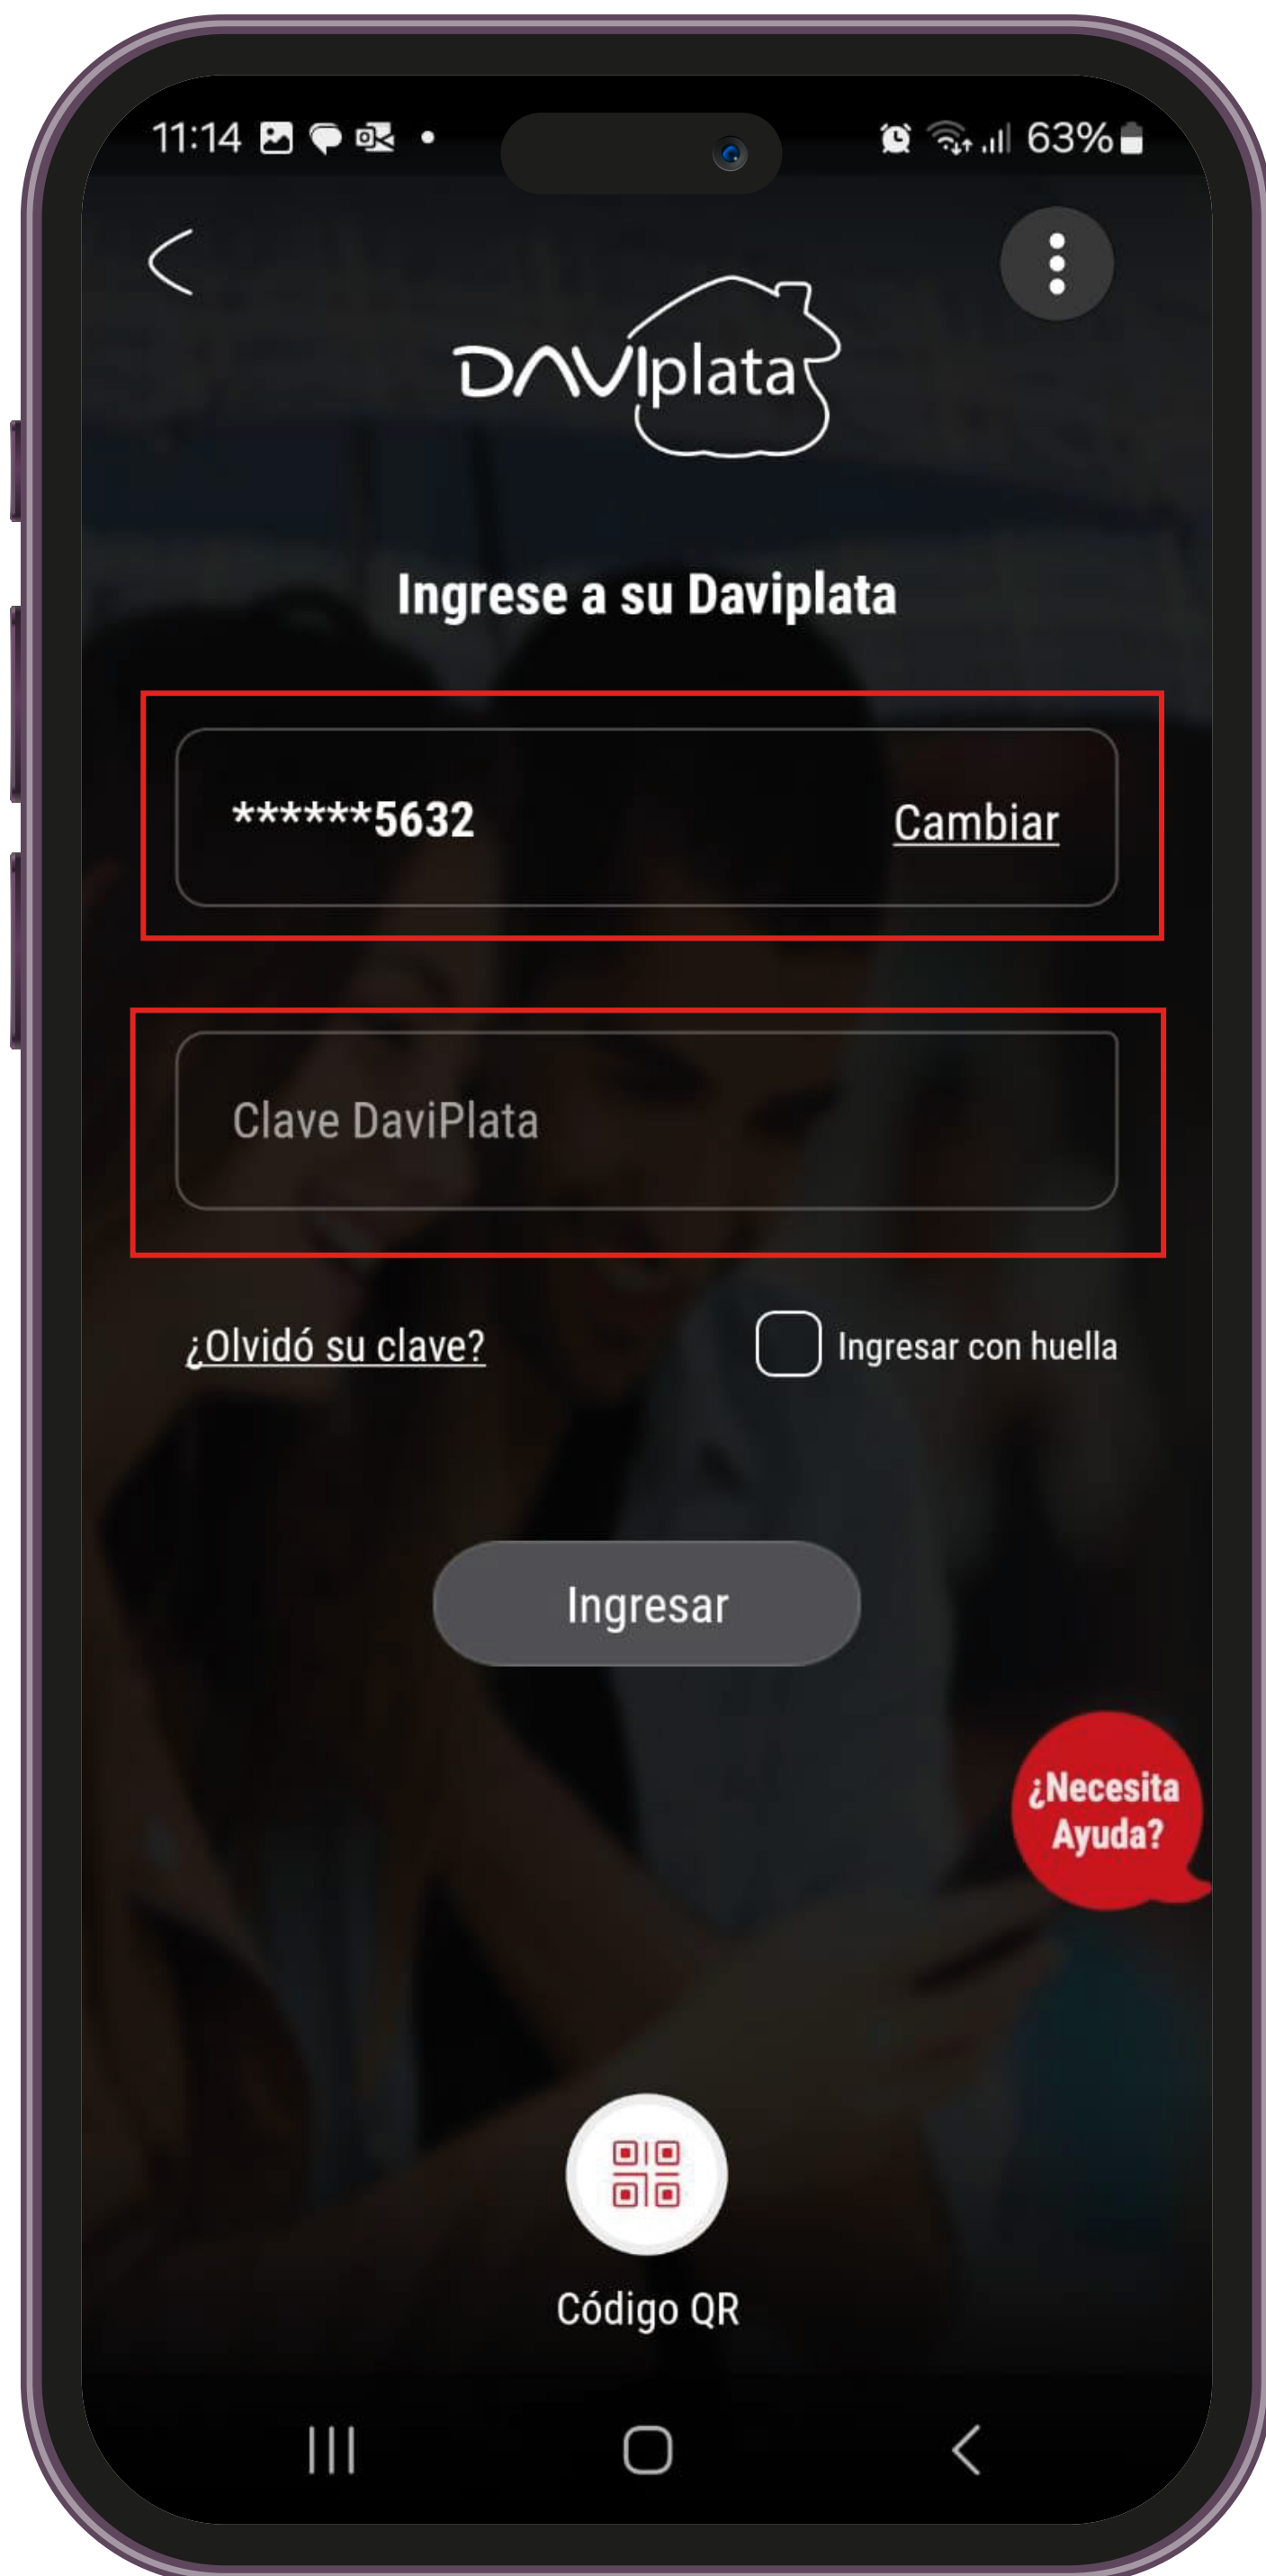 11:14
63%
DAVIplata
Ingrese a su Daviplata
******5632 Cambiar
Clave DaviPlata
¿Olvidó su clave? Ingresar con huella
Ingresar
¿Necesita
Ayuda?
Código QR